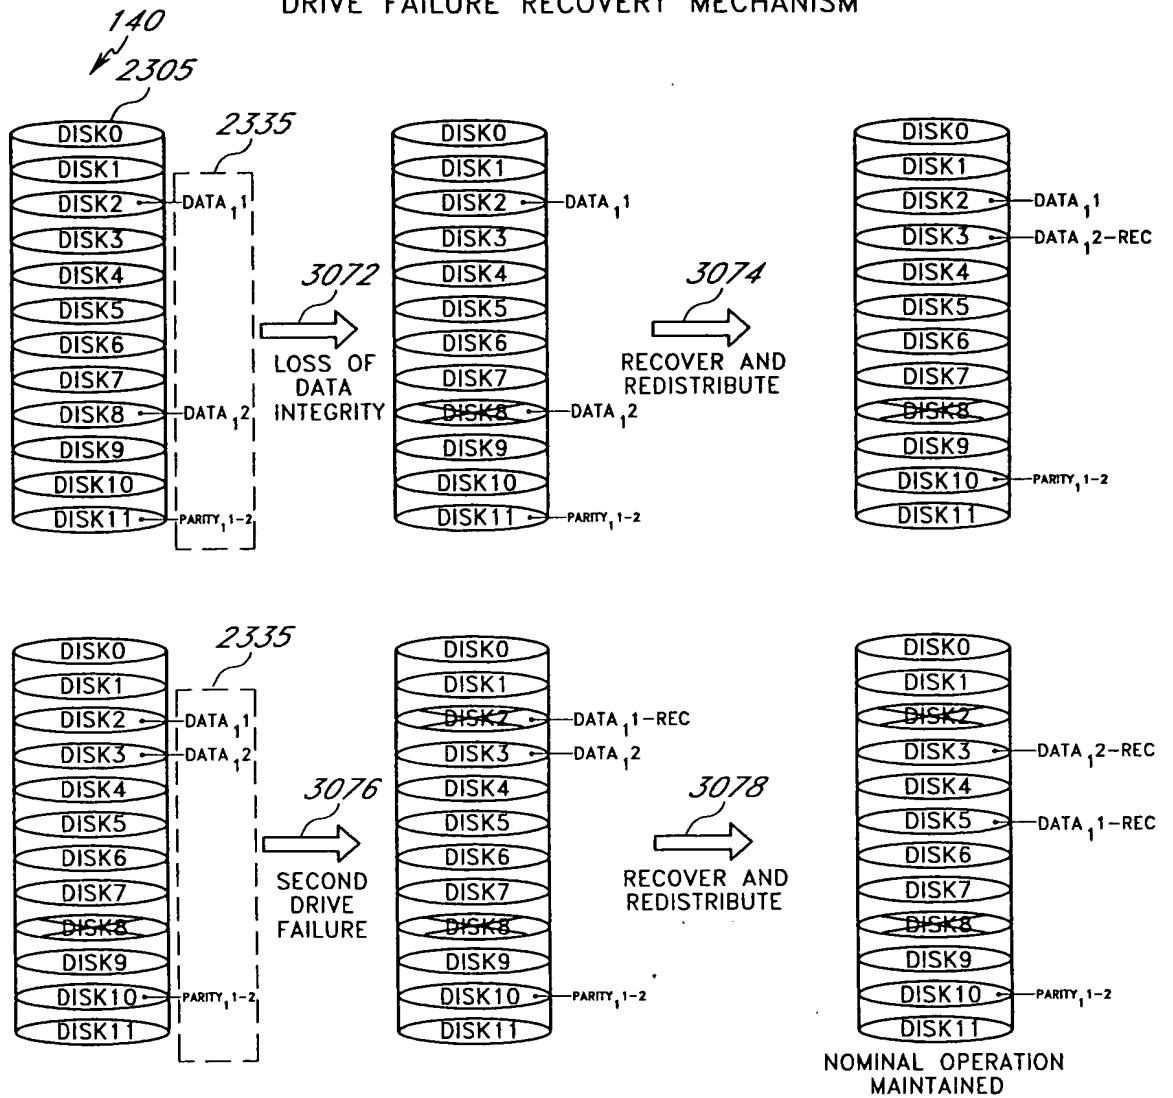 DRIVE FAILURE RECOVERY MECHANISM
140
2305
2335
DISK0
DISK1
DISK2 DATA 1 1
DISK3
DISK4
DISK5
DISK6
DISK7
DISK8 DATA 1 2
DISK9
DISK10
DISK11 PARITY 1 1-2
3072
LOSS OF
DATA
INTEGRITY
DISK0
DISK1
DISK2 DATA 1 1
DISK3
DISK4
DISK5
DISK6
DISK7
DISK8 DATA 1 2
DISK9
DISK10
DISK11 PARITY 1 1-2
3074
RECOVER AND
REDISTRIBUTE
DISK0
DISK1
DISK2 DATA 1 1
DISK3 DATA 1 2-REC
DISK4
DISK5
DISK6
DISK7
DISK8
DISK9
DISK10 PARITY 1 1-2
DISK11
2335
DISK0
DISK1
DISK2 DATA 1 1
DISK3 DATA 1 2
DISK4
DISK5
DISK6
DISK7
DISK8
DISK9
DISK10 PARITY 1 1-2
DISK11
3076
SECOND
DRIVE
FAILURE
DISK0
DISK1
DISK2 DATA 1 1-REC
DISK3 DATA 1 2
DISK4
DISK5
DISK6
DISK7
DISK8
DISK9
DISK10 PARITY 1 1-2
DISK11
3078
RECOVER AND
REDISTRIBUTE
DISK0
DISK1
DISK2
DISK3 DATA 1 2-REC
DISK4
DISK5 DATA 1 1-REC
DISK6
DISK7
DISK8
DISK9
DISK10 PARITY 1 1-2
DISK11
NOMINAL OPERATION
MAINTAINED